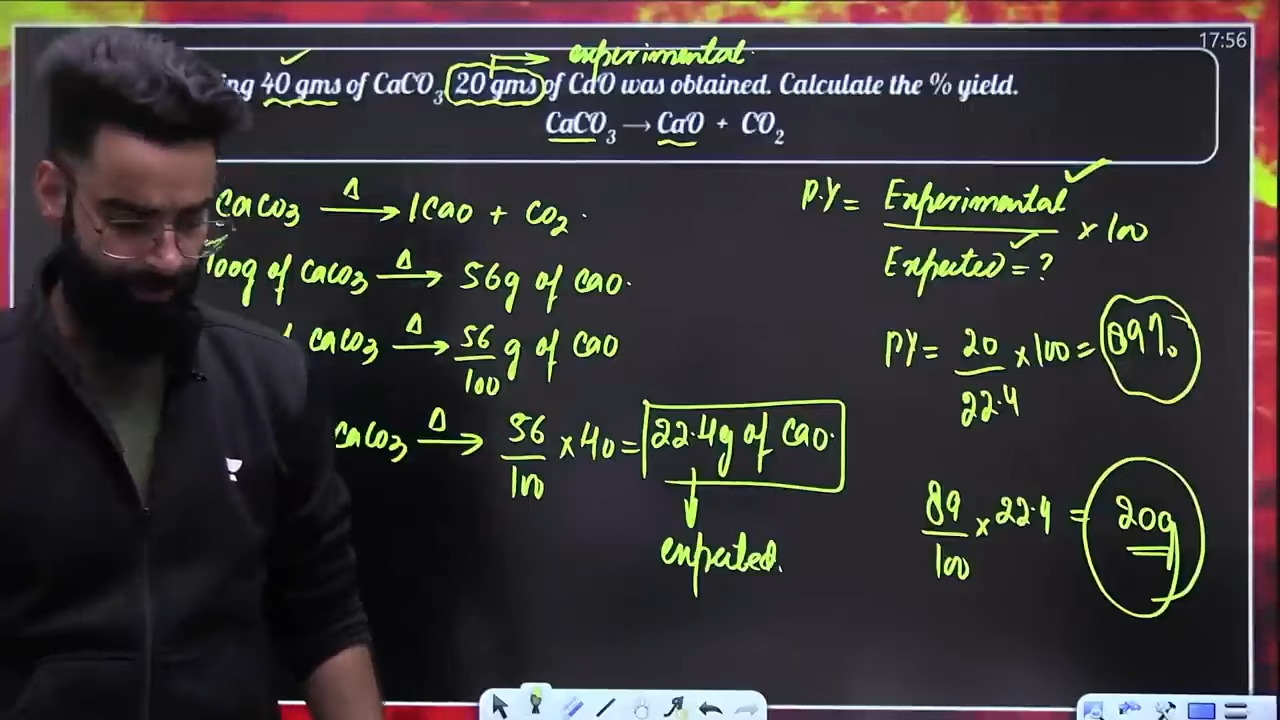 17:56
experimental.
ng 40 gms of CaCO3 20 gms of CaO was obtained. Calculate the % yield.
CaCO3 → CaO + CO2
CaCO3 Δ→ 1CaO + CO2.
100g of CaCO3 Δ→ 56g of CaO.
CaCO3 Δ→ 56/100 g of CaO
CaCO3 Δ→ 56/100 × 40 = 22.4g of CaO.
expected.
P.Y = Experimental/Expected = ? × 100
PY = 20/22.4 × 100 = 89%
89/100 × 22.4 = 20g